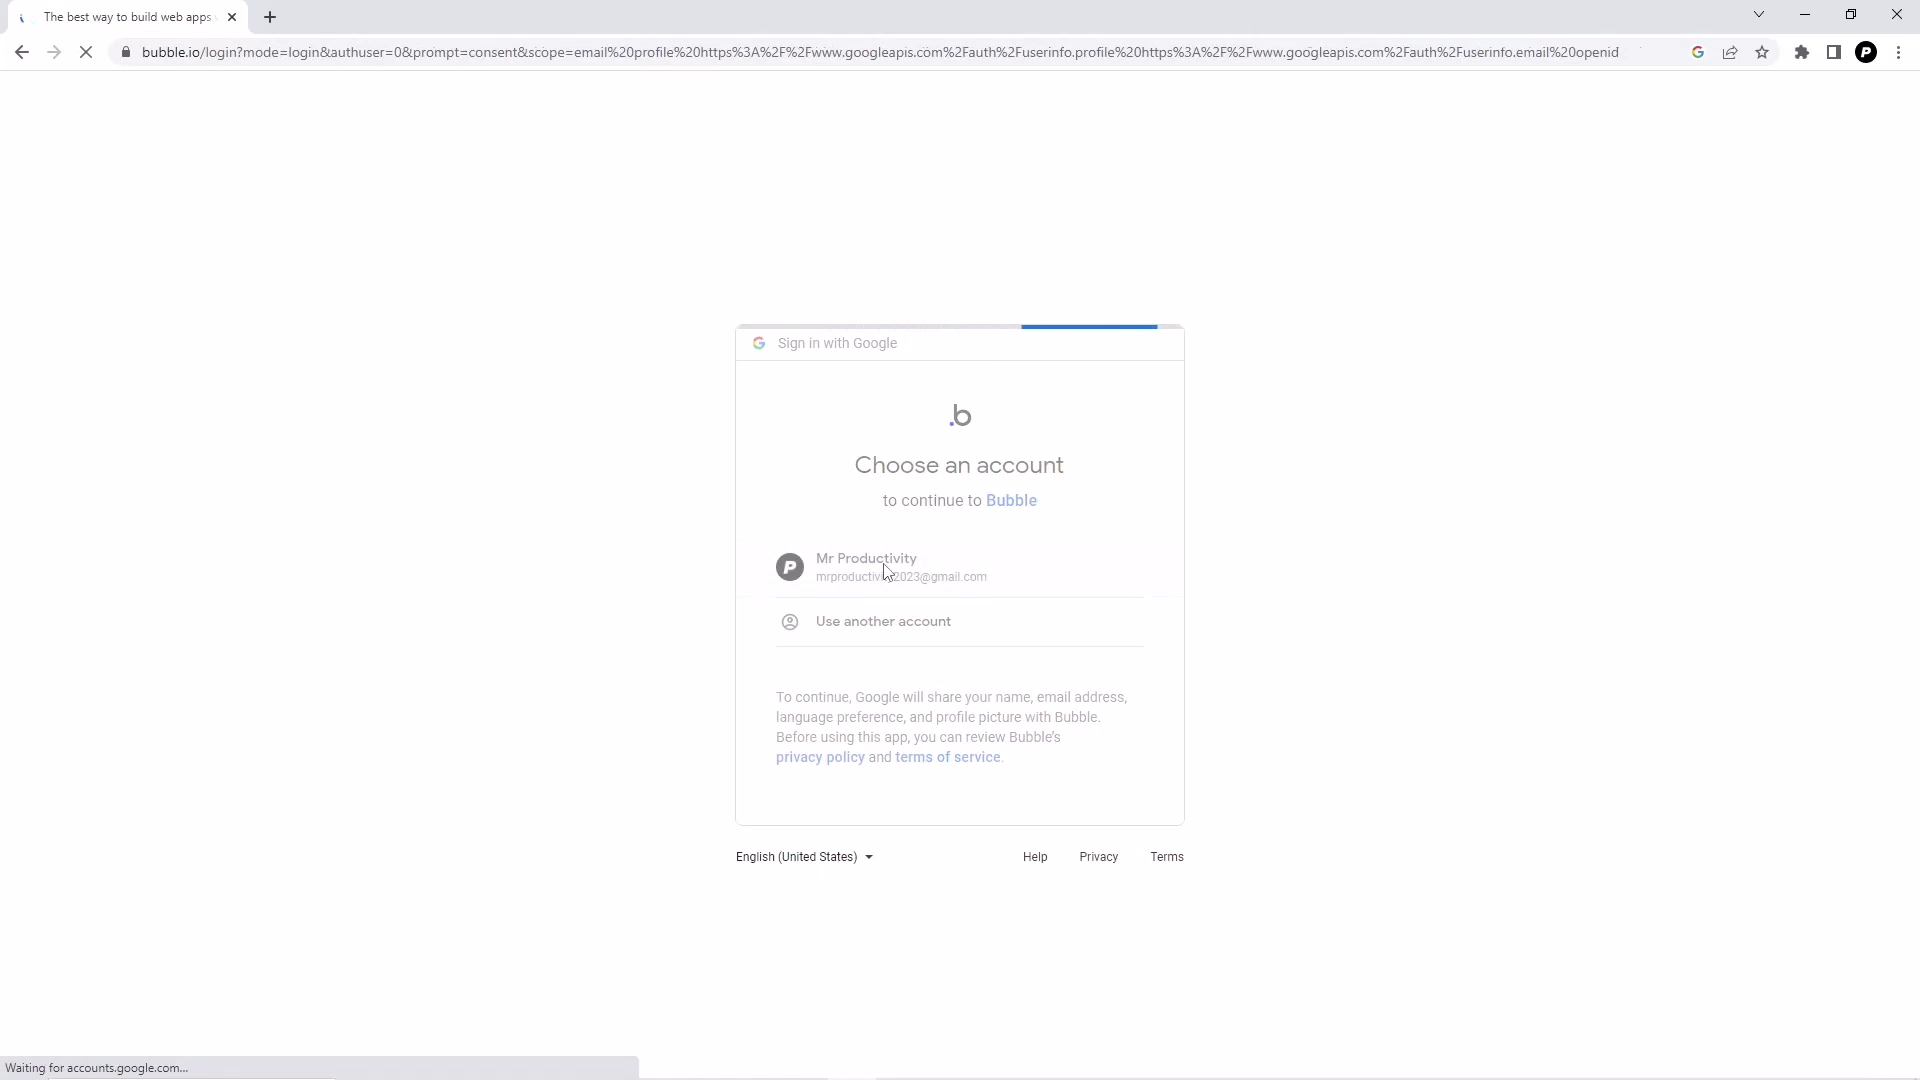 The best way to build web apps
bubble.io/login?mode=login&authuser=0&prompt=consent&scope=email%20profile%20https%3A%2F%2Fwww.googleapis.com%2Fauth%2Fuserinfo.profile%20https%3A%2F%2Fwww.googleapis.com%2Fauth%2Fuserinfo.email%20openid
P
Sign in with Google
.b
Choose an account
to continue to Bubble
P
Mr Productivity
2023@gmail.com
Use another account
To continue, Google will share your name, email address,
language preference, and profile picture with Bubble.
Before using this app, you can review Bubble's
privacy policy and terms of service.
English (United States)
Help
Privacy
Terms
Waiting for accounts.google.com...